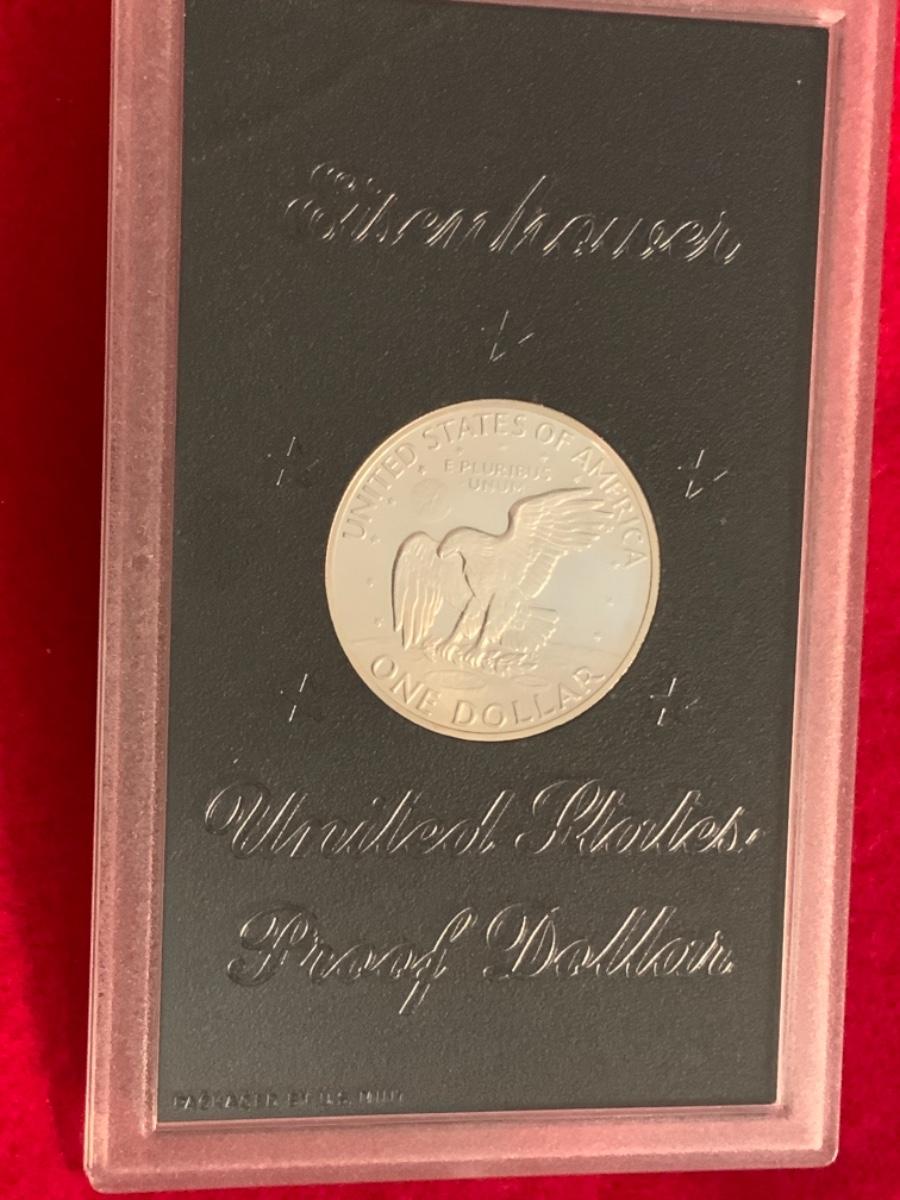 Eisenhower
UNITED STATES OF AMERICA
E PLURIBUS
UNUM
ONE DOLLAR
United States
Proof Dollar
PACKAGED BY U.S. MINT